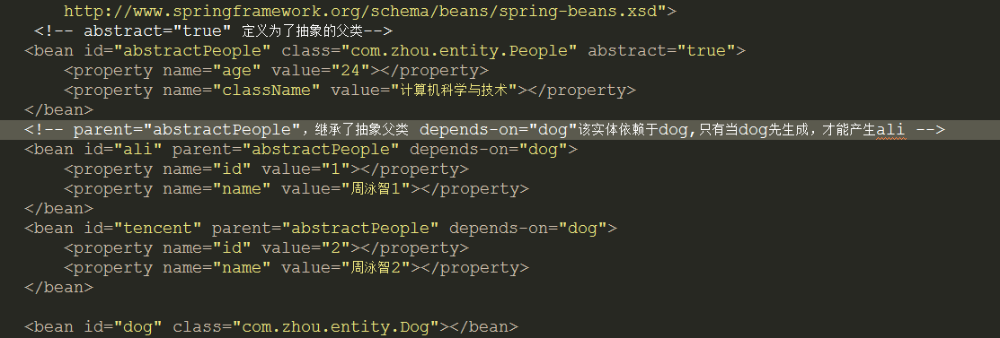 http://www.springframework.org/schema/beans/spring-beans.xsd">
<!-- abstract="true" 定义为了抽象的父类-->
<bean id="abstractPeople" class="com.zhou.entity.People" abstract="true">
<property name="age" value="24"></property>
<property name="className" value="计算机科学与技术"></property>
</bean>
<!-- parent="abstractPeople"，继承了抽象父类 depends-on="dog"该实体依赖于dog,只有当dog先生成，才能产生ali -->
<bean id="ali" parent="abstractPeople" depends-on="dog">
<property name="id" value="1"></property>
<property name="name" value="周泳智1"></property>
</bean>
<bean id="tencent" parent="abstractPeople" depends-on="dog">
<property name="id" value="2"></property>
<property name="name" value="周泳智2"></property>
</bean>
<bean id="dog" class="com.zhou.entity.Dog"></bean>